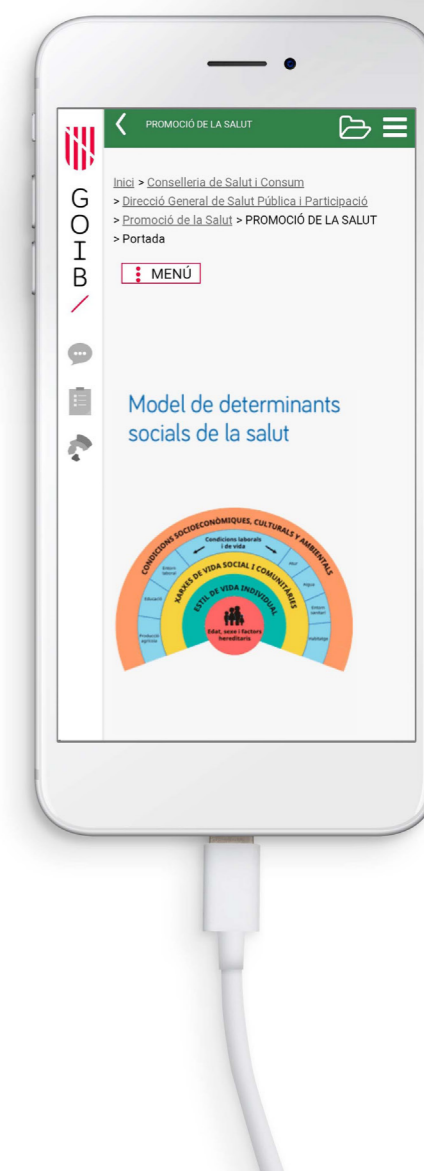 PROMOCIÓ DE LA SALUT
GOIB
Inici > Conselleria de Salut i Consum
> Direcció General de Salut Pública i Participació
> Promoció de la Salut > PROMOCIÓ DE LA SALUT
> Portada
MENÚ
Model de determinants
socials de la salut
CONDICIONS SOCIOECONÒMIQUES, CULTURALS Y AMBIENTALS
Condicions laborals
i de vida
Entorn
laboral
Educació
Producció
agrícola
Atur
Aigua
Entorn
sanitari
Habitatge
XARXES DE VIDA SOCIAL I COMUNITÀRIES
ESTIL DE VIDA INDIVIDUAL
Edat, sexe i factors
hereditaris